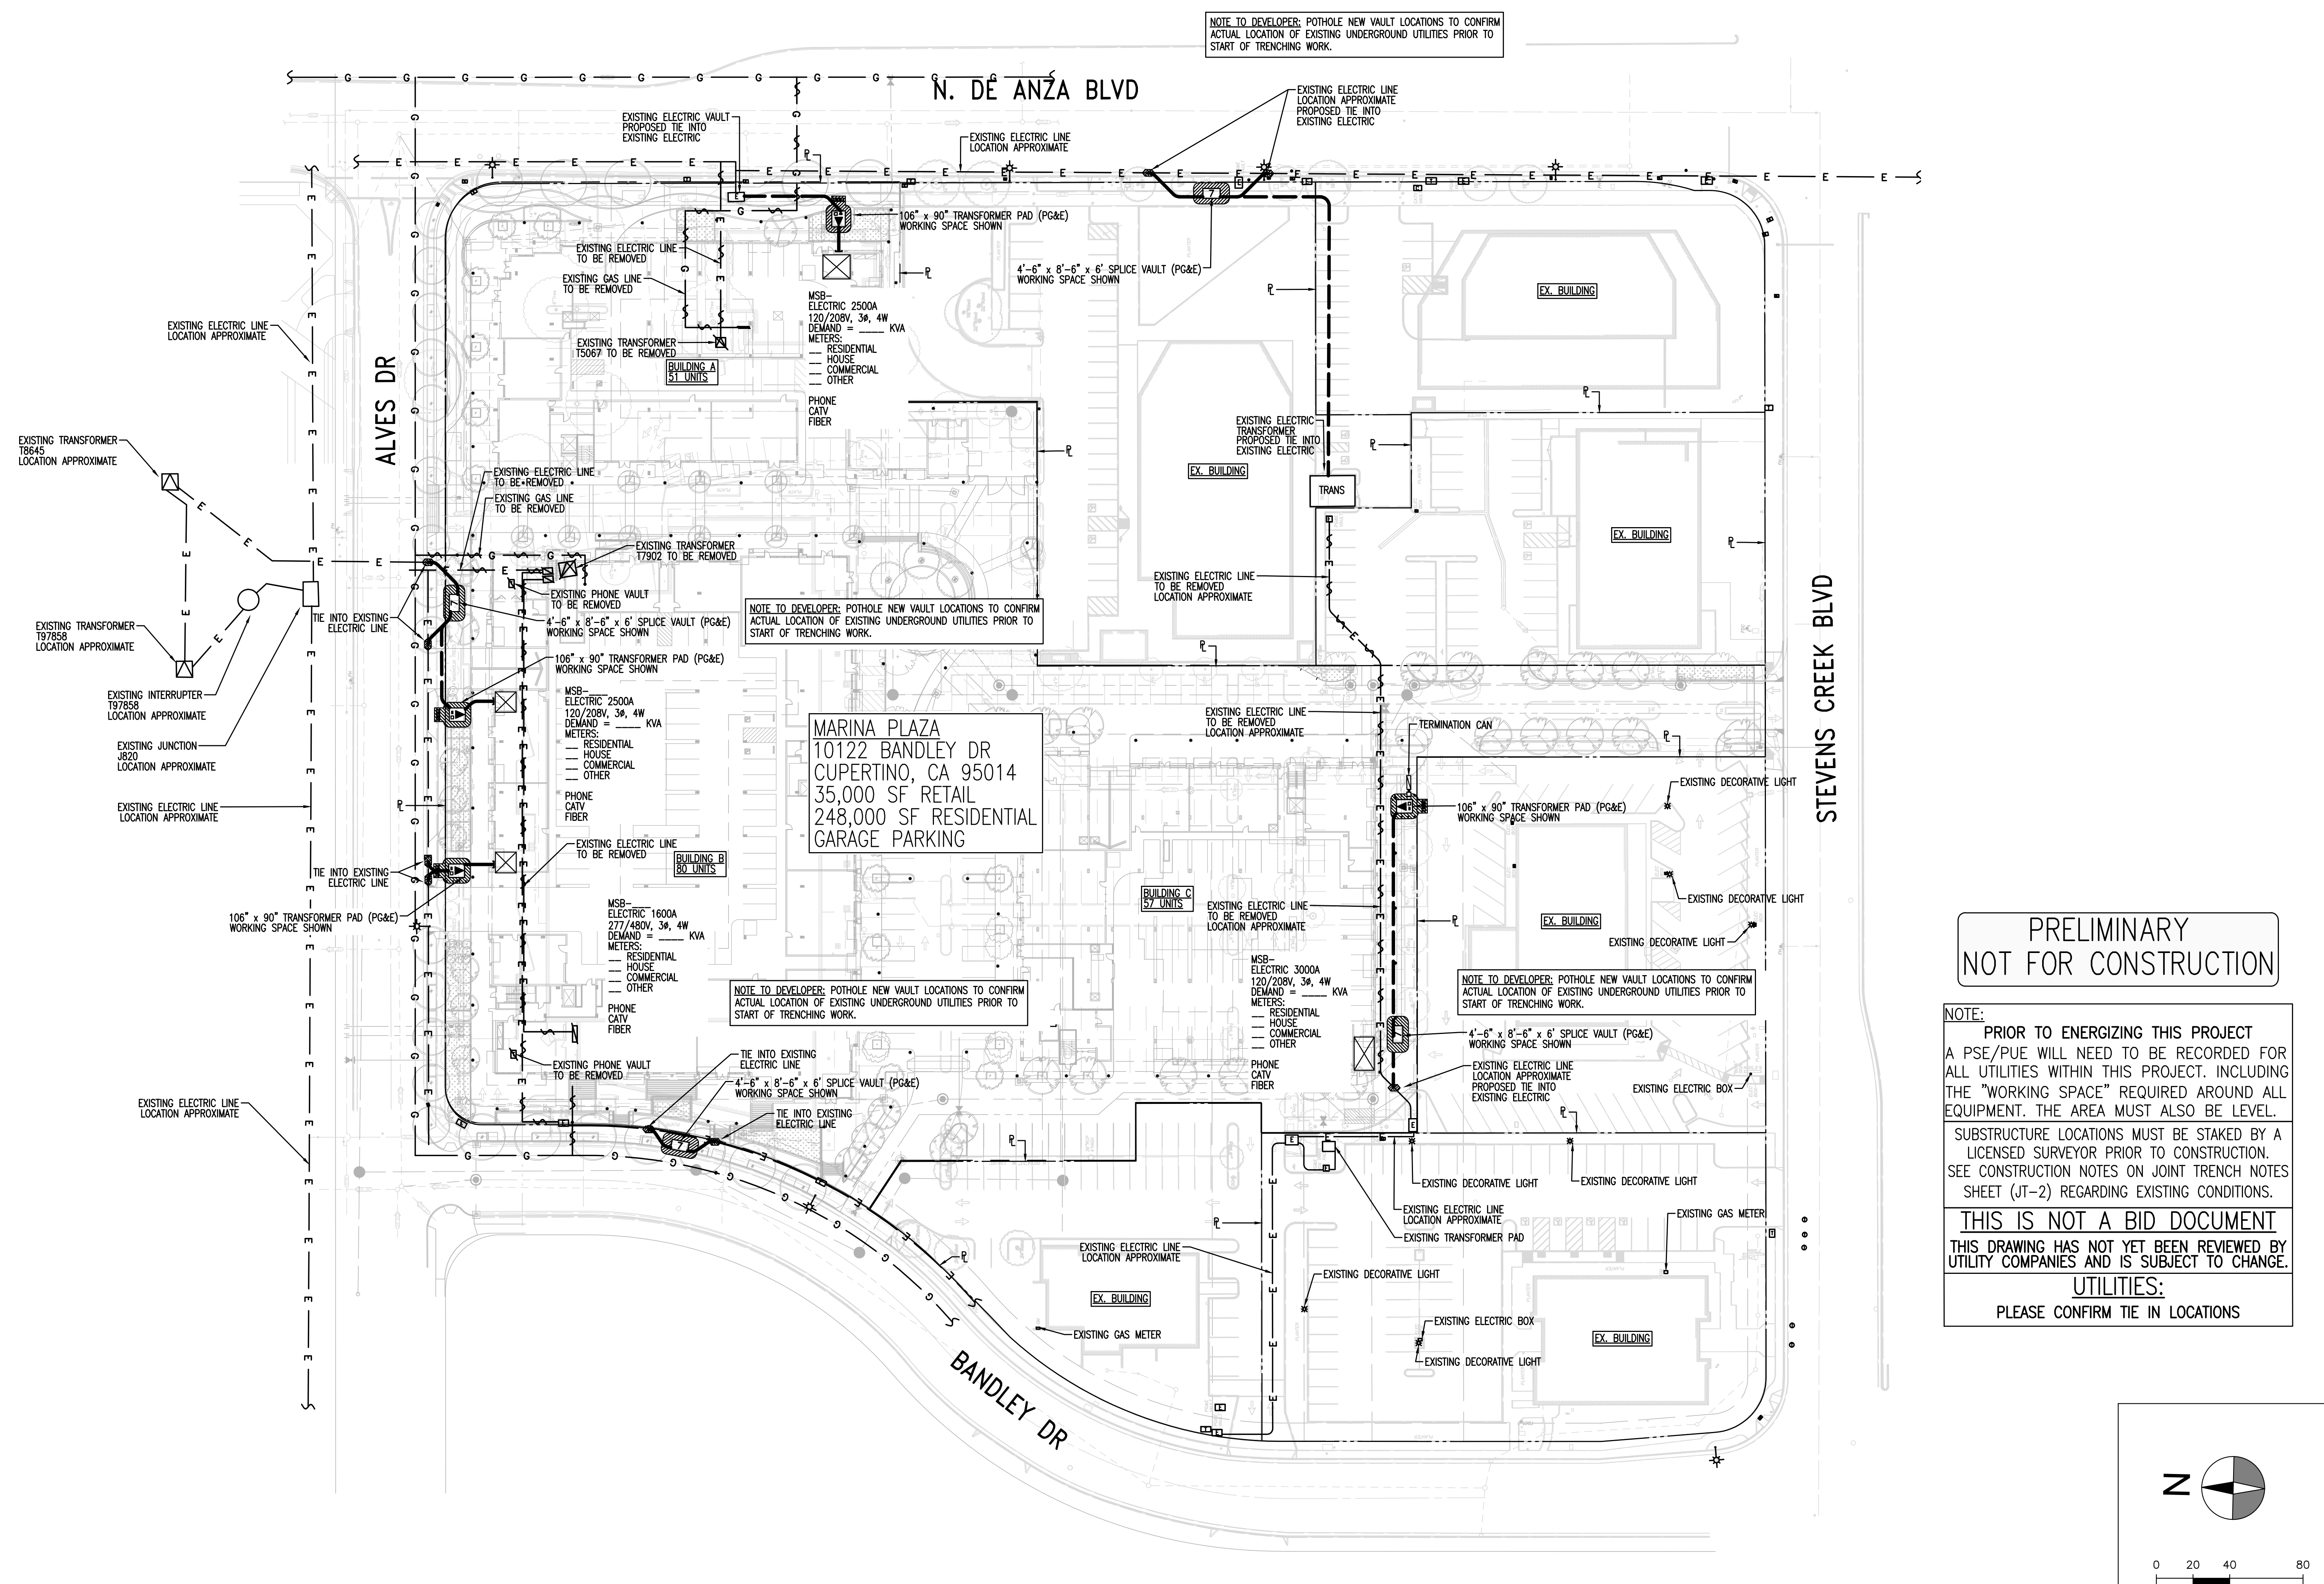 NOTE TO DEVELOPER: POTHOLE NEW VAULT LOCATIONS TO CONFIRM
ACTUAL LOCATION OF EXISTING UNDERGROUND UTILITIES PRIOR TO
START OF TRENCHING WORK.
N. DE ANZA BLVD
EXISTING ELECTRIC LINE
LOCATION APPROXIMATE
PROPOSED TIE INTO
EXISTING ELECTRIC
EXISTING ELECTRIC VAULT
PROPOSED TIE INTO
EXISTING ELECTRIC
EXISTING ELECTRIC LINE
LOCATION APPROXIMATE
106" x 90" TRANSFORMER PAD (PG&E)
WORKING SPACE SHOWN
EXISTING ELECTRIC LINE
TO BE REMOVED
EXISTING GAS LINE
TO BE REMOVED
4'-6" x 8'-6" x 6' SPLICE VAULT (PG&E)
WORKING SPACE SHOWN
EX. BUILDING
MSB-
ELECTRIC 2500A
120/208V, 3ø, 4W
DEMAND = ____ KVA
METERS:
__ RESIDENTIAL
__ HOUSE
__ COMMERCIAL
__ OTHER
PHONE
CATV
FIBER
EXISTING TRANSFORMER
T5067 TO BE REMOVED
BUILDING A
51 UNITS
EXISTING ELECTRIC LINE
LOCATION APPROXIMATE
ALVES DR
EXISTING TRANSFORMER
T8645
LOCATION APPROXIMATE
EXISTING ELECTRIC LINE
TO BE REMOVED
EXISTING GAS LINE
TO BE REMOVED
EXISTING ELECTRIC
TRANSFORMER
PROPOSED TIE INTO
EXISTING ELECTRIC
EX. BUILDING
TRANS
EX. BUILDING
EXISTING TRANSFORMER
T7902 TO BE REMOVED
EXISTING PHONE VAULT
TO BE REMOVED
EXISTING ELECTRIC LINE
TO BE REMOVED
LOCATION APPROXIMATE
NOTE TO DEVELOPER: POTHOLE NEW VAULT LOCATIONS TO CONFIRM
ACTUAL LOCATION OF EXISTING UNDERGROUND UTILITIES PRIOR TO
START OF TRENCHING WORK.
TIE INTO EXISTING
ELECTRIC LINE
4'-6" x 8'-6" x 6' SPLICE VAULT (PG&E)
WORKING SPACE SHOWN
EXISTING TRANSFORMER
T97858
LOCATION APPROXIMATE
106" x 90" TRANSFORMER PAD (PG&E)
WORKING SPACE SHOWN
STEVENS CREEK BLVD
EXISTING INTERRUPTER
T97858
LOCATION APPROXIMATE
MSB-___
ELECTRIC 2500A
120/208V, 3ø, 4W
DEMAND = ____ KVA
METERS:
__ RESIDENTIAL
__ HOUSE
__ COMMERCIAL
__ OTHER
PHONE
CATV
FIBER
EXISTING JUNCTION
J820
LOCATION APPROXIMATE
MARINA PLAZA
10122 BANDLEY DR
CUPERTINO, CA 95014
35,000 SF RETAIL
248,000 SF RESIDENTIAL
GARAGE PARKING
EXISTING ELECTRIC LINE
TO BE REMOVED
LOCATION APPROXIMATE
TERMINATION CAN
EXISTING DECORATIVE LIGHT
106" x 90" TRANSFORMER PAD (PG&E)
WORKING SPACE SHOWN
EXISTING ELECTRIC LINE
LOCATION APPROXIMATE
EXISTING ELECTRIC LINE
TO BE REMOVED
BUILDING B
80 UNITS
TIE INTO EXISTING
ELECTRIC LINE
106" x 90" TRANSFORMER PAD (PG&E)
WORKING SPACE SHOWN
BUILDING C
57 UNITS
EXISTING ELECTRIC LINE
TO BE REMOVED
LOCATION APPROXIMATE
EXISTING DECORATIVE LIGHT
EX. BUILDING
EXISTING DECORATIVE LIGHT
MSB-___
ELECTRIC 1600A
277/480V, 3ø, 4W
DEMAND = ____ KVA
METERS:
__ RESIDENTIAL
__ HOUSE
__ COMMERCIAL
__ OTHER
PHONE
CATV
FIBER
NOTE TO DEVELOPER: POTHOLE NEW VAULT LOCATIONS TO CONFIRM
ACTUAL LOCATION OF EXISTING UNDERGROUND UTILITIES PRIOR TO
START OF TRENCHING WORK.
MSB-
ELECTRIC 3000A
120/208V, 3ø, 4W
DEMAND = ____ KVA
METERS:
__ RESIDENTIAL
__ HOUSE
__ COMMERCIAL
__ OTHER
PHONE
CATV
FIBER
NOTE TO DEVELOPER: POTHOLE NEW VAULT LOCATIONS TO CONFIRM
ACTUAL LOCATION OF EXISTING UNDERGROUND UTILITIES PRIOR TO
START OF TRENCHING WORK.
4'-6" x 8'-6" x 6' SPLICE VAULT (PG&E)
WORKING SPACE SHOWN
EXISTING ELECTRIC LINE
LOCATION APPROXIMATE
PROPOSED TIE INTO
EXISTING ELECTRIC
EXISTING ELECTRIC BOX
EXISTING PHONE VAULT
TO BE REMOVED
TIE INTO EXISTING
ELECTRIC LINE
4'-6" x 8'-6" x 6' SPLICE VAULT (PG&E)
WORKING SPACE SHOWN
TIE INTO EXISTING
ELECTRIC LINE
EXISTING ELECTRIC LINE
LOCATION APPROXIMATE
EXISTING DECORATIVE LIGHT
EXISTING DECORATIVE LIGHT
EXISTING ELECTRIC LINE
LOCATION APPROXIMATE
EXISTING TRANSFORMER PAD
EXISTING GAS METER
EXISTING ELECTRIC LINE
LOCATION APPROXIMATE
EXISTING DECORATIVE LIGHT
EX. BUILDING
EXISTING GAS METER
EXISTING ELECTRIC BOX
EXISTING DECORATIVE LIGHT
EX. BUILDING
BANDLEY DR
PRELIMINARY
NOT FOR CONSTRUCTION
NOTE:
PRIOR TO ENERGIZING THIS PROJECT
A PSE/PUE WILL NEED TO BE RECORDED FOR
ALL UTILITIES WITHIN THIS PROJECT. INCLUDING
THE "WORKING SPACE" REQUIRED AROUND ALL
EQUIPMENT. THE AREA MUST ALSO BE LEVEL.
SUBSTRUCTURE LOCATIONS MUST BE STAKED BY A
LICENSED SURVEYOR PRIOR TO CONSTRUCTION.
SEE CONSTRUCTION NOTES ON JOINT TRENCH NOTES
SHEET (JT-2) REGARDING EXISTING CONDITIONS.
THIS IS NOT A BID DOCUMENT
THIS DRAWING HAS NOT YET BEEN REVIEWED BY
UTILITY COMPANIES AND IS SUBJECT TO CHANGE.
UTILITIES:
PLEASE CONFIRM TIE IN LOCATIONS
N
0 20 40 80